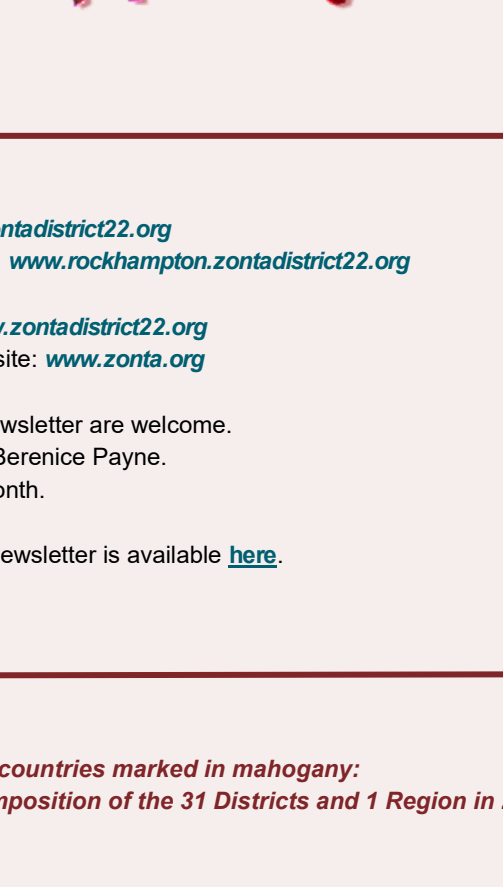 ntadistrict22.org
www.rockhampton.zontadistrict22.org
.zontadistrict22.org
site: www.zonta.org
wsletter are welcome.
Berenice Payne.
onth.
ewsletter is available here.
countries marked in mahogany:
mposition of the 31 Districts and 1 Region in